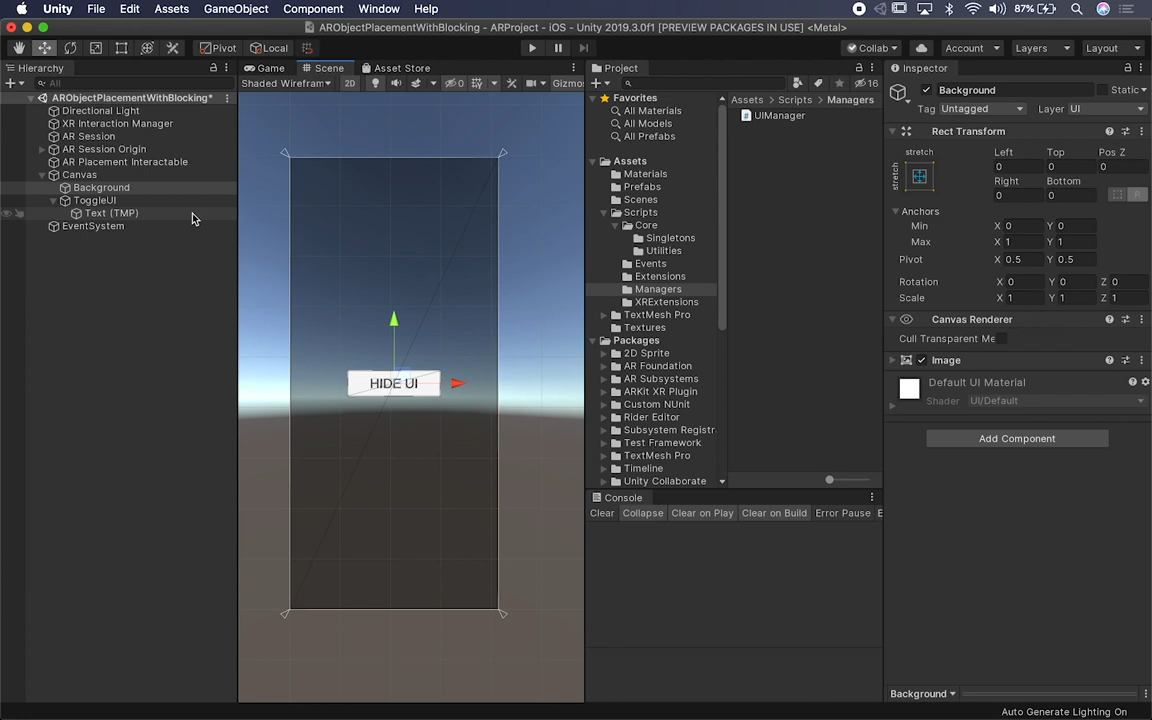 Unity File Edit Assets GameObject Component Window Help 87%
ARObjectPlacementWithBlocking - ARProject - iOS - Unity 2019.3.0f1 [PREVIEW PACKAGES IN USE] <Metal>
Pivot Local Collab Account Layers Layout
Hierarchy
All
ARObjectPlacementWithBlocking*
Directional Light
XR Interaction Manager
AR Session
AR Session Origin
AR Placement Interactable
Canvas
Background
ToggleUI
Text (TMP)
EventSystem
Game Scene Asset Store
Shaded Wireframe 2D 0 Gizmos
HIDE UI
Project
16
Favorites
All Materials
All Models
All Prefabs
Assets
Materials
Prefabs
Scenes
Scripts
Core
Singletons
Utilities
Events
Extensions
Managers
XRExtensions
TextMesh Pro
Textures
Packages
2D Sprite
AR Foundation
AR Subsystems
ARKit XR Plugin
Custom NUnit
Rider Editor
Subsystem Registr
Test Framework
TextMesh Pro
Timeline
Unity Collaborate
Assets > Scripts > Managers
UIManager
Console
Clear Collapse Clear on Play Clear on Build Error Pause E
Inspector
Background Static
Tag Untagged Layer UI
Rect Transform
stretch
stretch
Left Top Pos Z
0 0 0
Right Bottom
0 0 R
Anchors
Min X 0 Y 0
Max X 1 Y 1
Pivot X 0.5 Y 0.5
Rotation X 0 Y 0 Z 0
Scale X 1 Y 1 Z 1
Canvas Renderer
Cull Transparent Me
Image
Default UI Material
Shader UI/Default
Add Component
Background
Auto Generate Lighting On